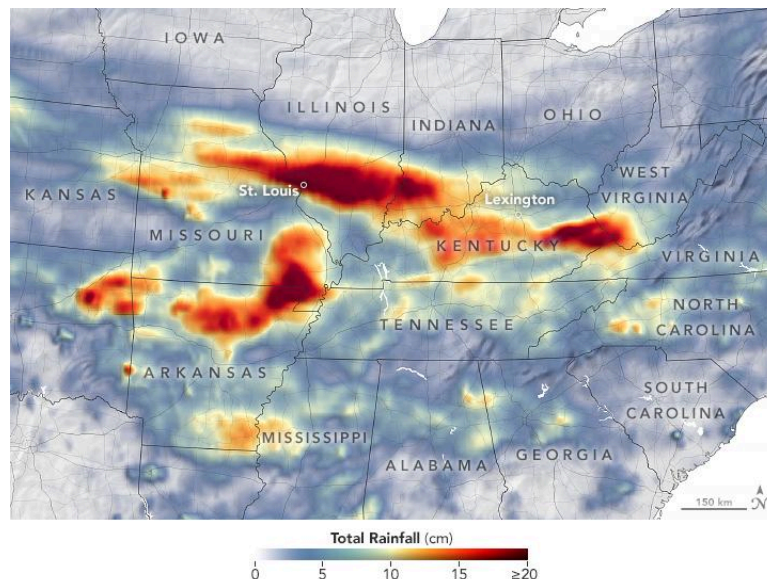 IOWA
ILLINOIS
INDIANA
OHIO
KANSAS
St. Louis
Lexington
WEST
VIRGINIA
MISSOURI
KENTUCKY
VIRGINIA
TENNESSEE
NORTH
CAROLINA
ARKANSAS
SOUTH
CAROLINA
MISSISSIPPI
ALABAMA
GEORGIA
150 km
N
Total Rainfall (cm)
0 5 10 15 ≥20